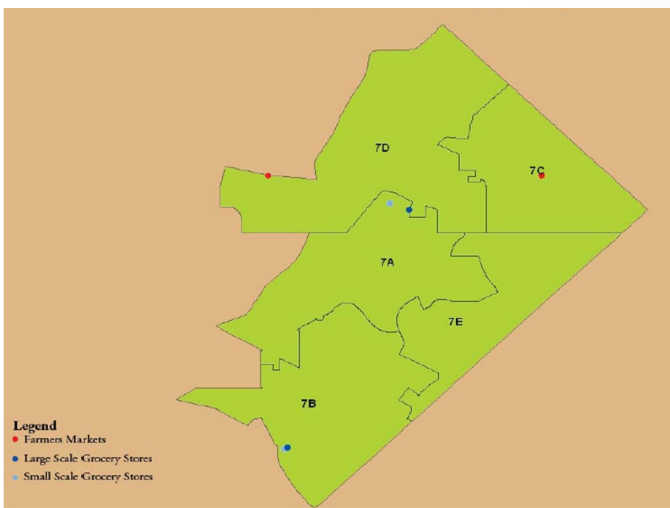 7D
7C
7A
7E
7B
Legend
Farmers Markets
Large Scale Grocery Stores
Small Scale Grocery Stores